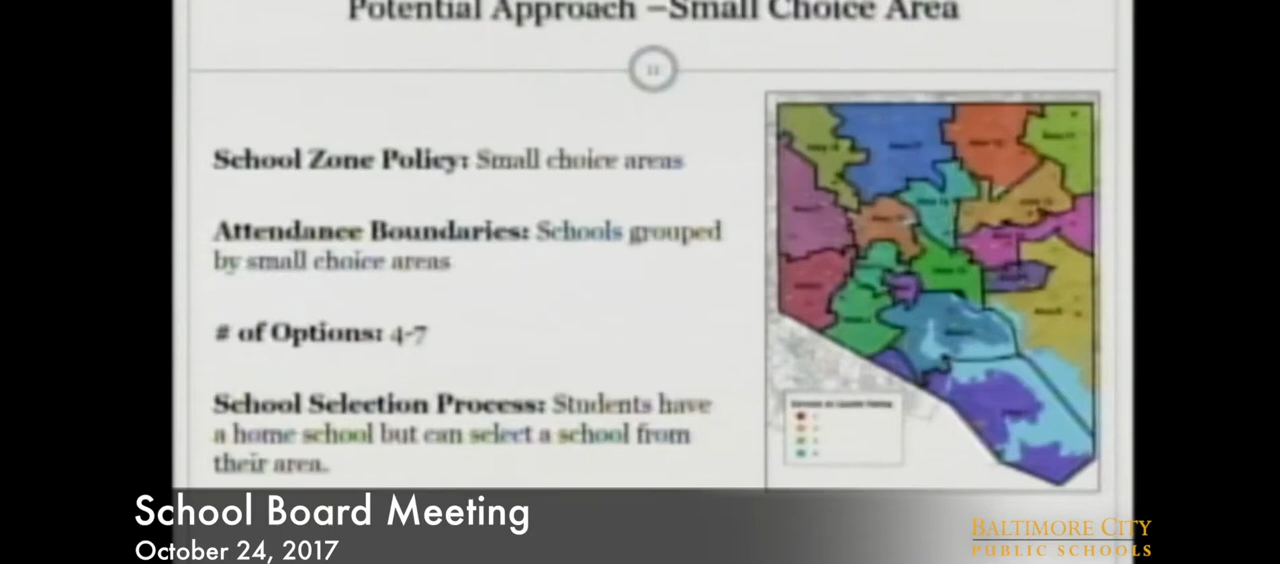 Potential Approach –Small Choice Area
11
School Zone Policy: Small choice areas
Attendance Boundaries: Schools grouped
by small choice areas
# of Options: 4-7
School Selection Process: Students have
a home school but can select a school from
their area.
School Board Meeting
October 24, 2017
BALTIMORE CITY
PUBLIC SCHOOLS